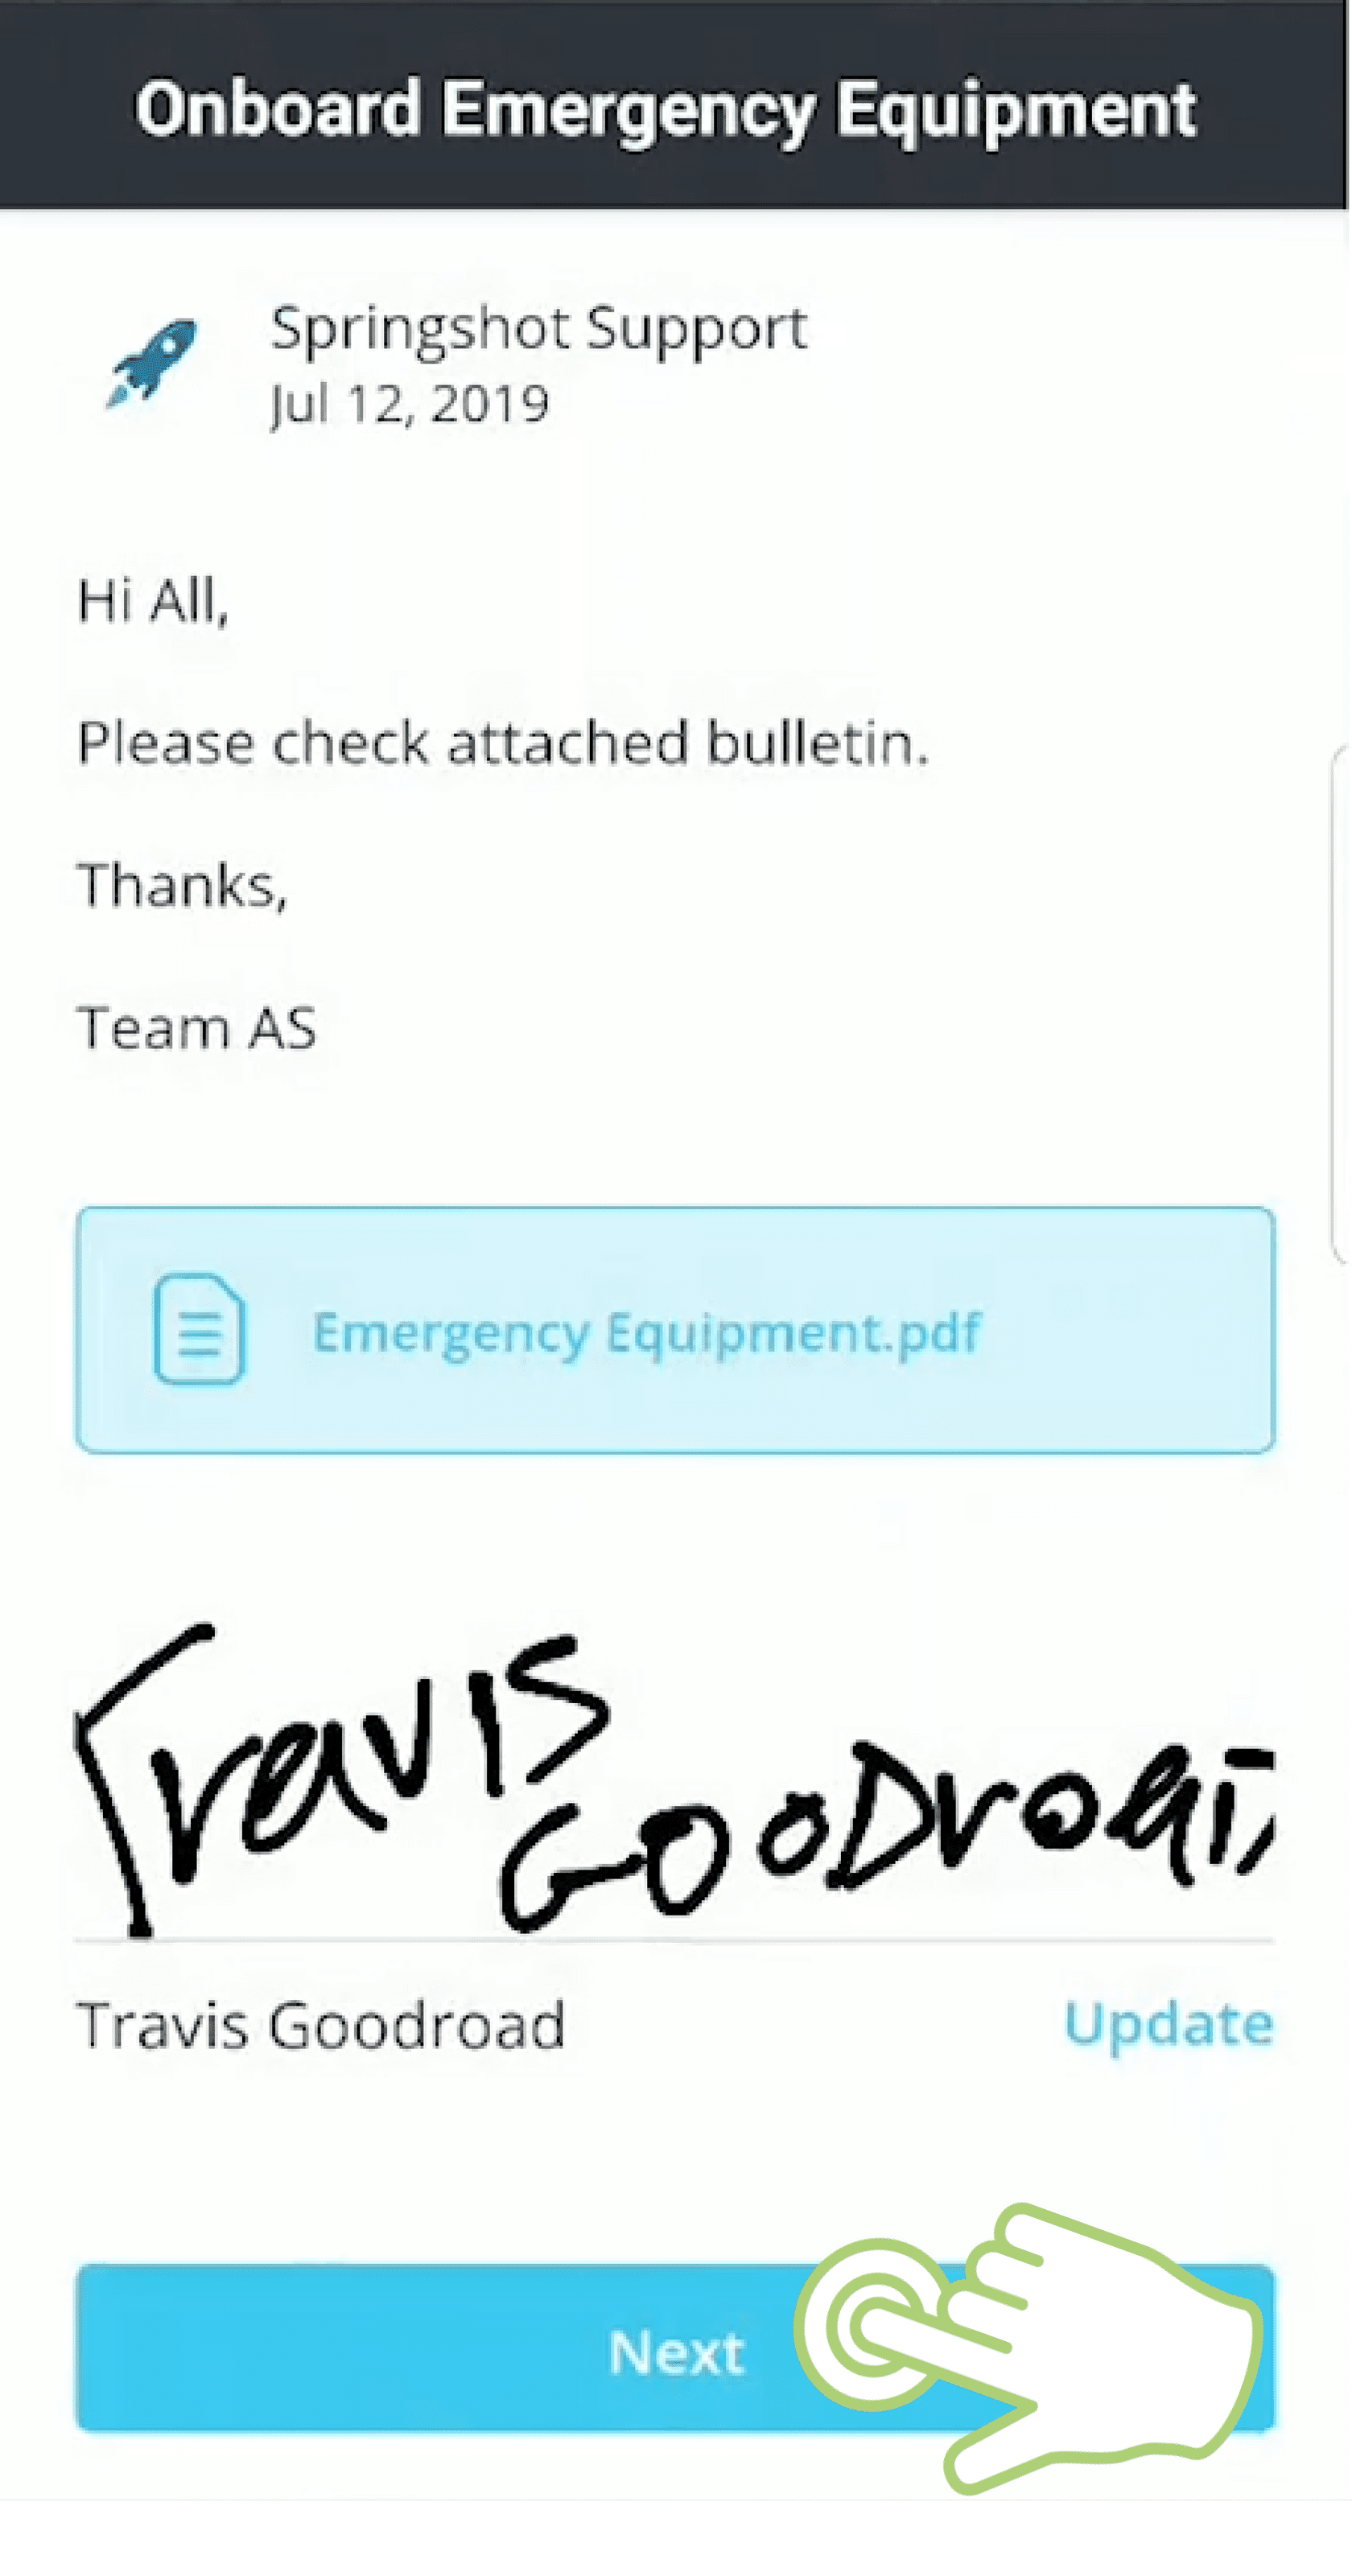 Onboard Emergency Equipment
Springshot Support
Jul 12, 2019
Hi All,
Please check attached bulletin.
Thanks,
Team AS
Emergency Equipment.pdf
Travis
Travis Goodroad
Update
Next